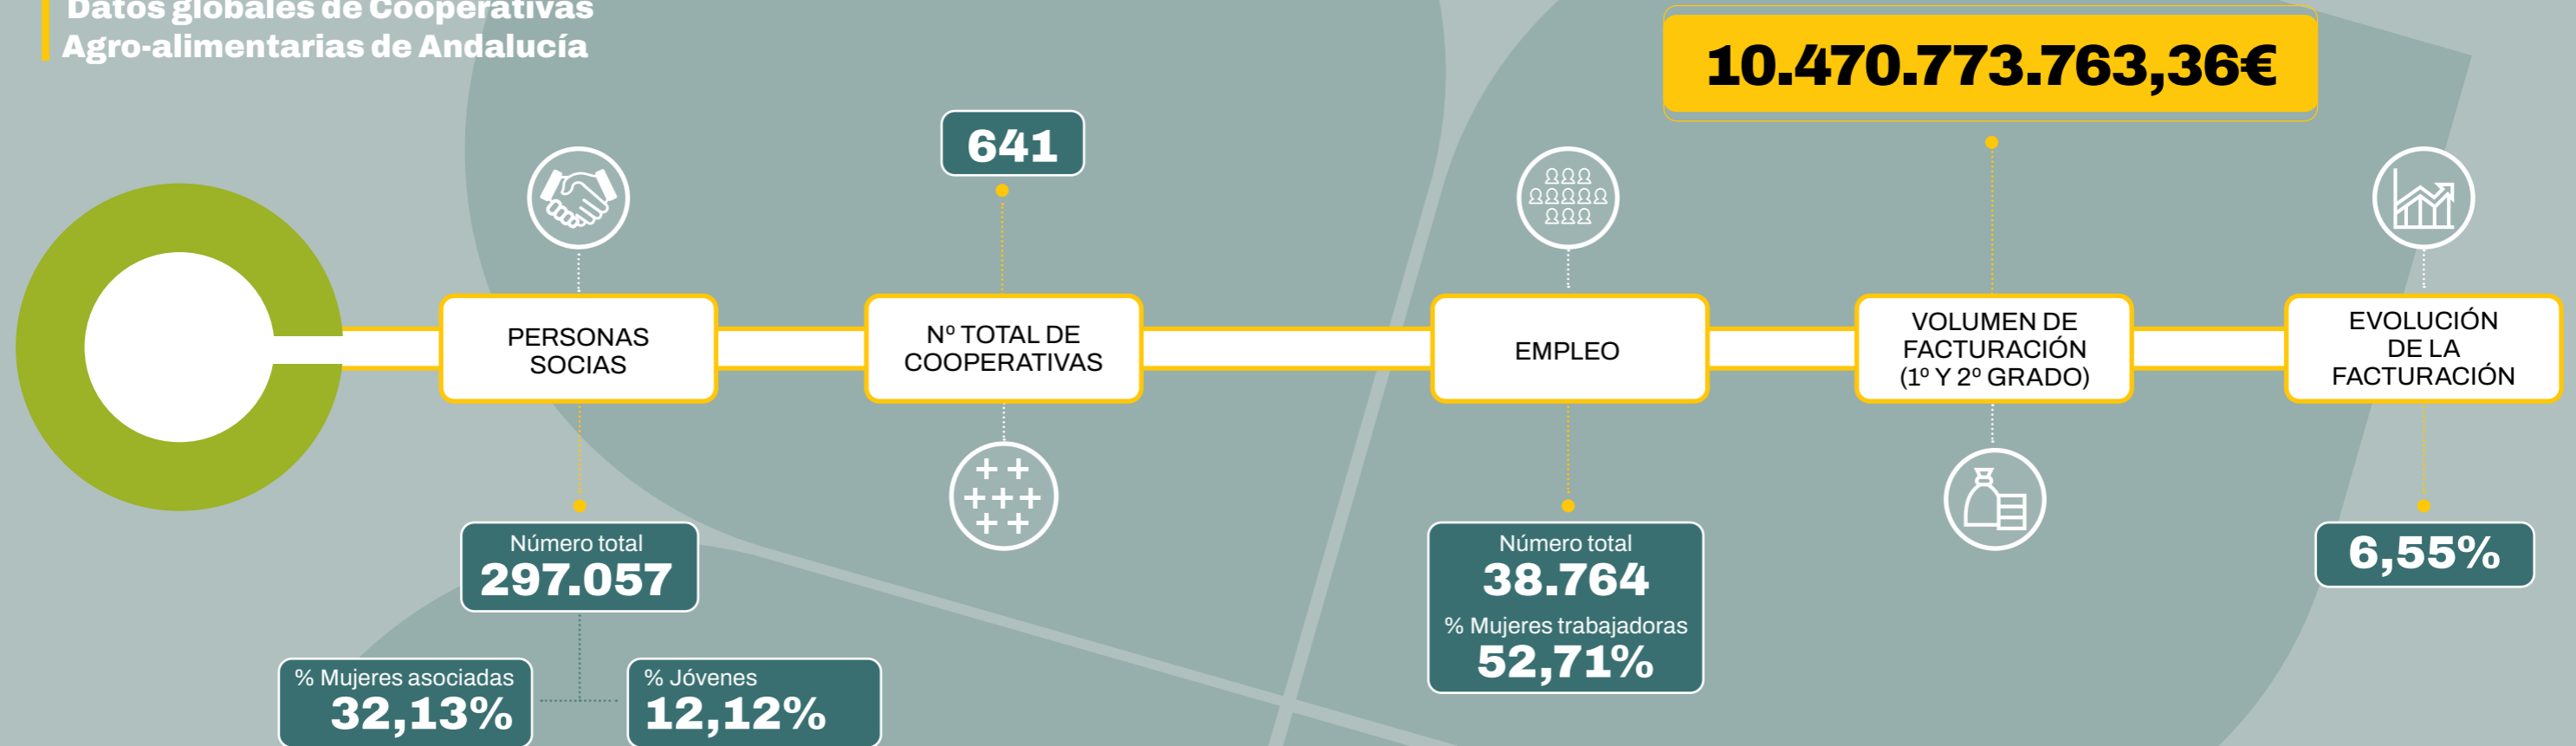 Datos globales de Cooperativas
Agro-alimentarias de Andalucía
10.470.773.763,36€
641
PERSONAS
SOCIAS
Nº TOTAL DE
COOPERATIVAS
EMPLEO
VOLUMEN DE
FACTURACIÓN
(1º Y 2º GRADO)
EVOLUCIÓN
DE LA
FACTURACIÓN
Número total
297.057
% Mujeres asociadas
32,13%
% Jóvenes
12,12%
Número total
38.764
% Mujeres trabajadoras
52,71%
6,55%